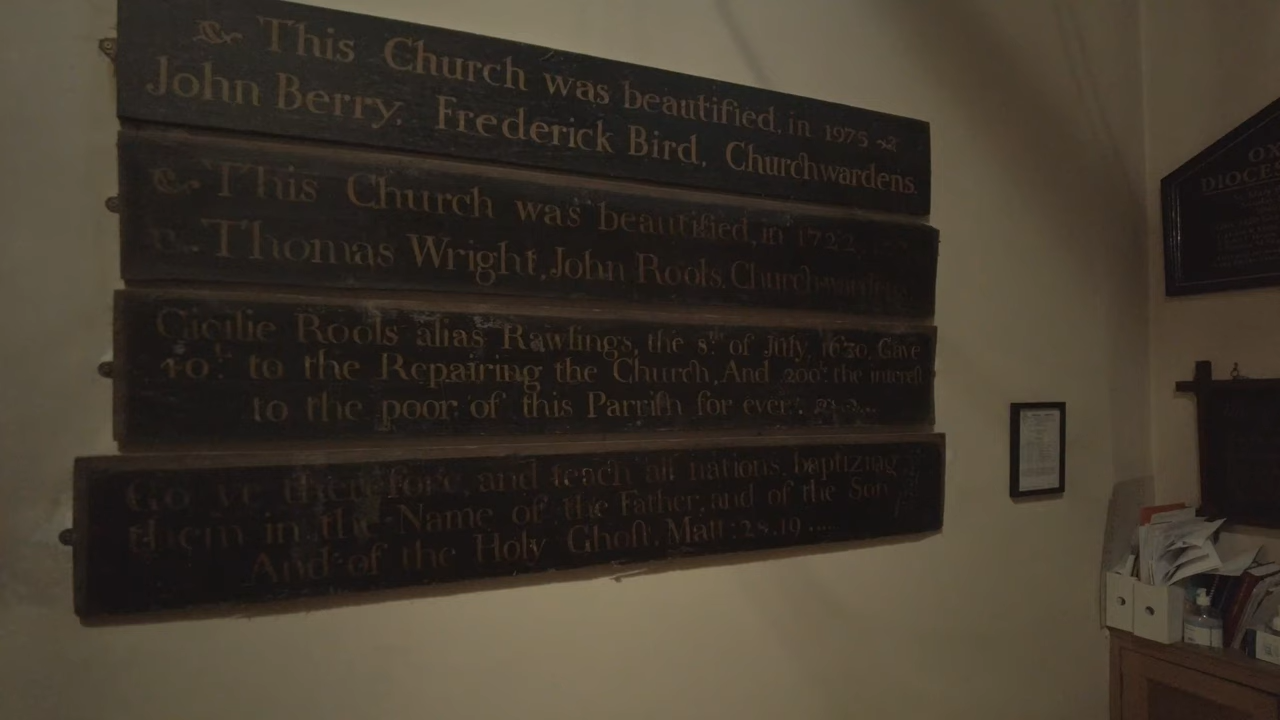 This Church was beautified, in 1975
John Berry, Frederick Bird, Churchwardens.
This Church was beautified, in 1722
Thomas Wright, John Rools. Churchwardens
Cicilie Rools alias Rawlings, the 8.t of July, 1630, Gave
10.l to the Repairing the Church, And 200.l the intereſt
to the poor of this Parriſh for ever.
Go ye therefore, and teach all nations, baptizing
them in the Name of the Father, and of the Son
And of the Holy Ghoſt, Matt: 28.19 ....
OX
DIOCES